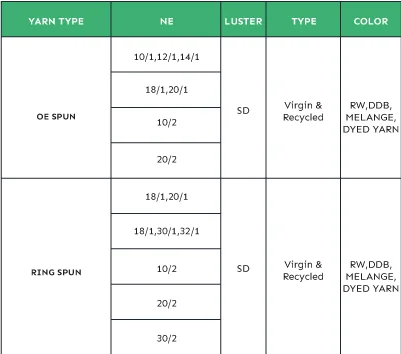 YARN TYPE NE LUSTER TYPE COLOR
OE SPUN
10/1,12/1,14/1
18/1,20/1
10/2
20/2
SD
Virgin &
Recycled
RW,DDB,
MELANGE,
DYED YARN
RING SPUN
18/1,20/1
18/1,30/1,32/1
10/2
20/2
30/2
SD
Virgin &
Recycled
RW,DDB,
MELANGE,
DYED YARN